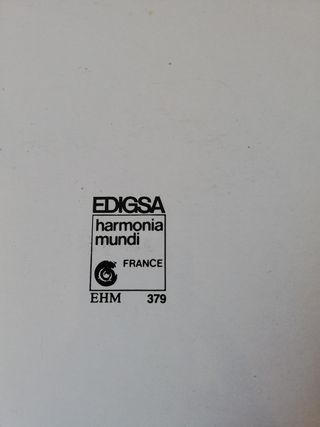 EDIGSA
harmonia
mundi
FRANCE
EHM 379